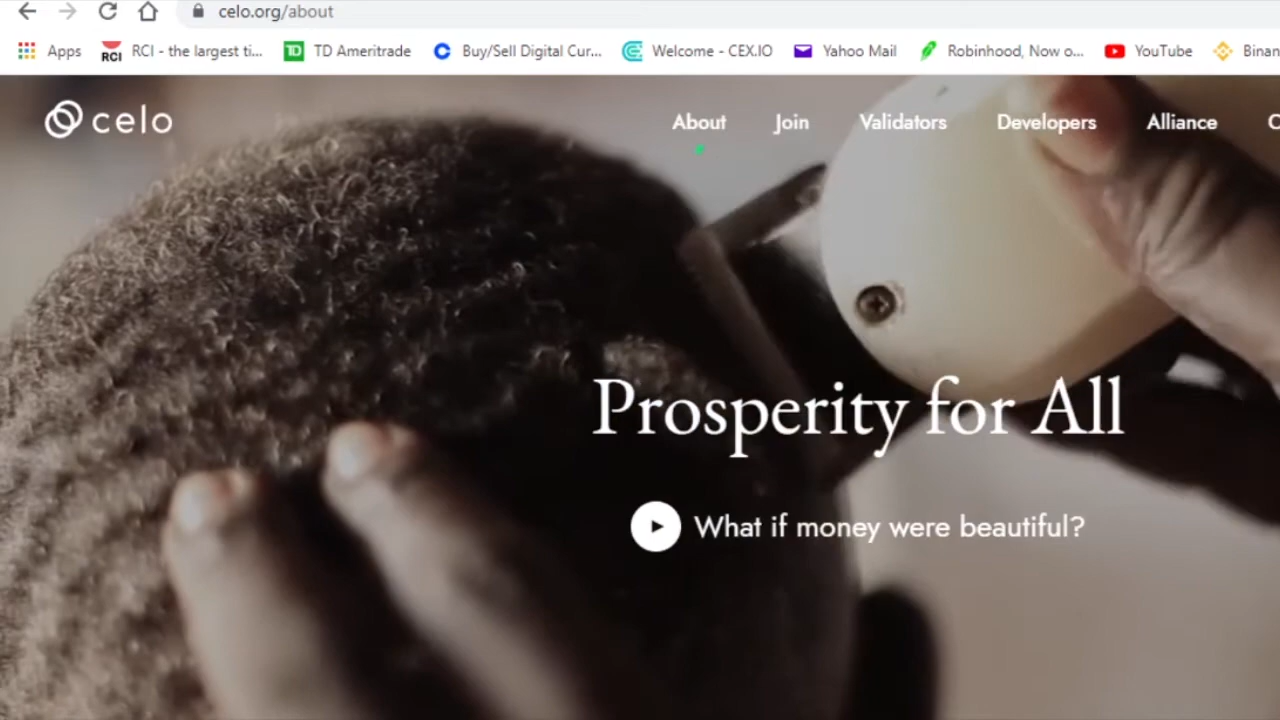 celo.org/about
Apps RCI - the largest ti... TD Ameritrade Buy/Sell Digital Cur... Welcome - CEX.IO Yahoo Mail Robinhood, Now o... YouTube Binan
celo About Join Validators Developers Alliance C
Prosperity for All
What if money were beautiful?